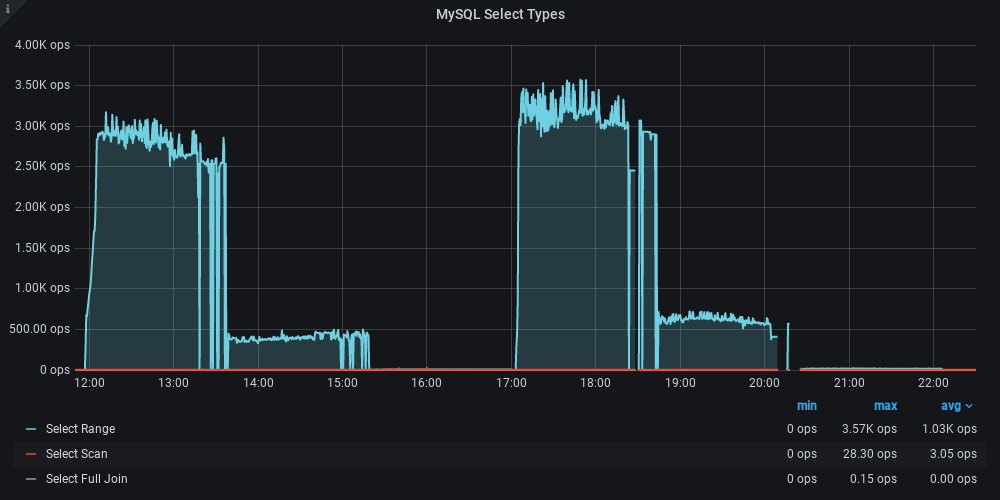 i
MySQL Select Types
4.00K ops
3.50K ops
3.00K ops
2.50K ops
2.00K ops
1.50K ops
1.00K ops
500.00 ops
0 ops
12:00 13:00 14:00 15:00 16:00 17:00 18:00 19:00 20:00 21:00 22:00
min max avg
Select Range 0 ops 3.57K ops 1.03K ops
Select Scan 0 ops 28.30 ops 3.05 ops
Select Full Join 0 ops 0.15 ops 0.00 ops